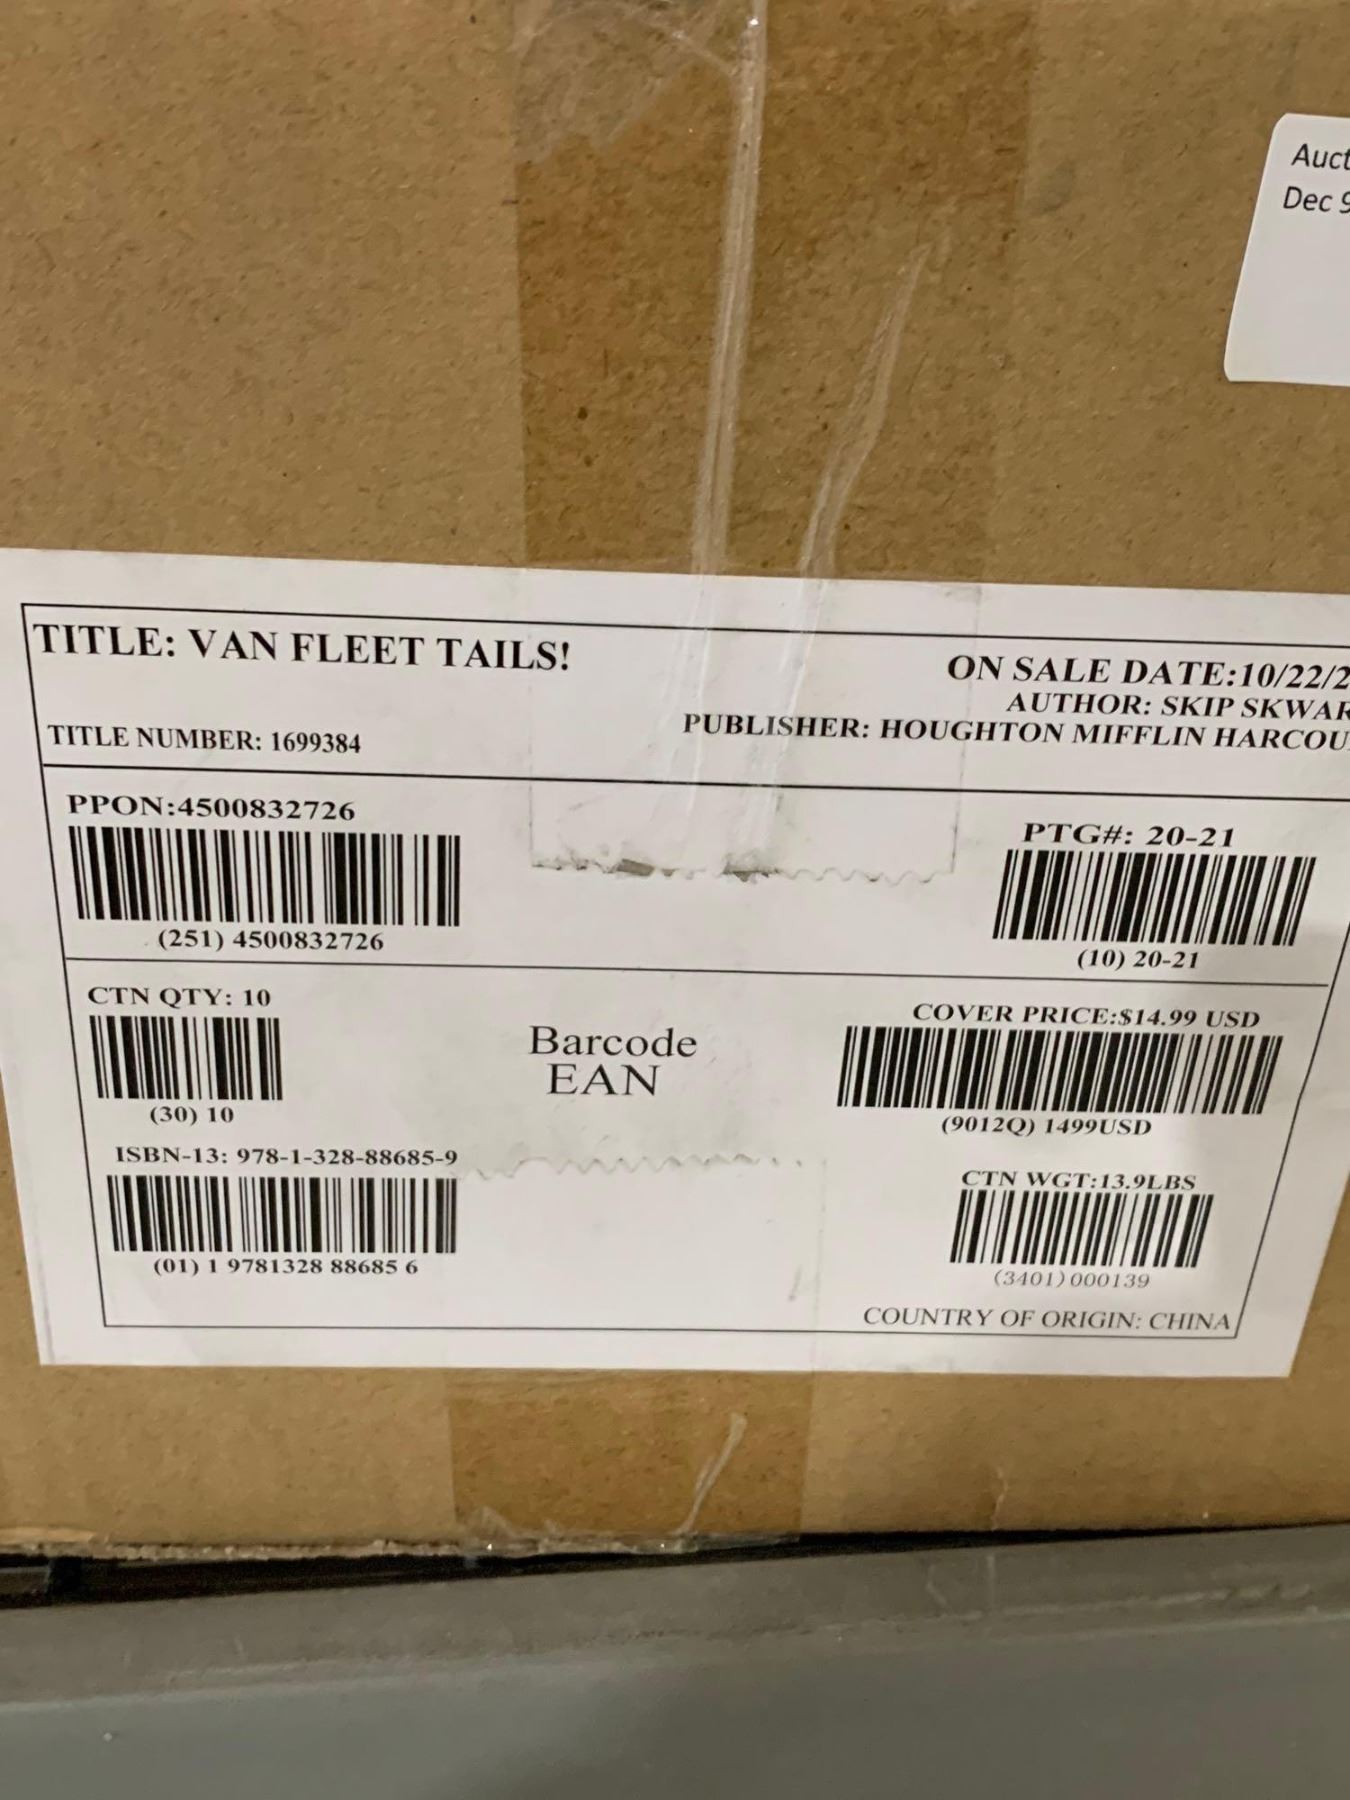 Auct
Dec 9
TITLE: VAN FLEET TAILS!
ON SALE DATE:10/22/2
AUTHOR: SKIP SKWAR
TITLE NUMBER: 1699384
PUBLISHER: HOUGHTON MIFFLIN HARCOU
PPON:4500832726
(251) 4500832726
PTG#: 20-21
(10) 20-21
CTN QTY: 10
(30) 10
Barcode
EAN
COVER PRICE:$14.99 USD
(9012Q) 1499USD
ISBN-13: 978-1-328-88685-9
(01) 1 9781328 88685 6
CTN WGT:13.9LBS
(3401)000139
COUNTRY OF ORIGIN: CHINA